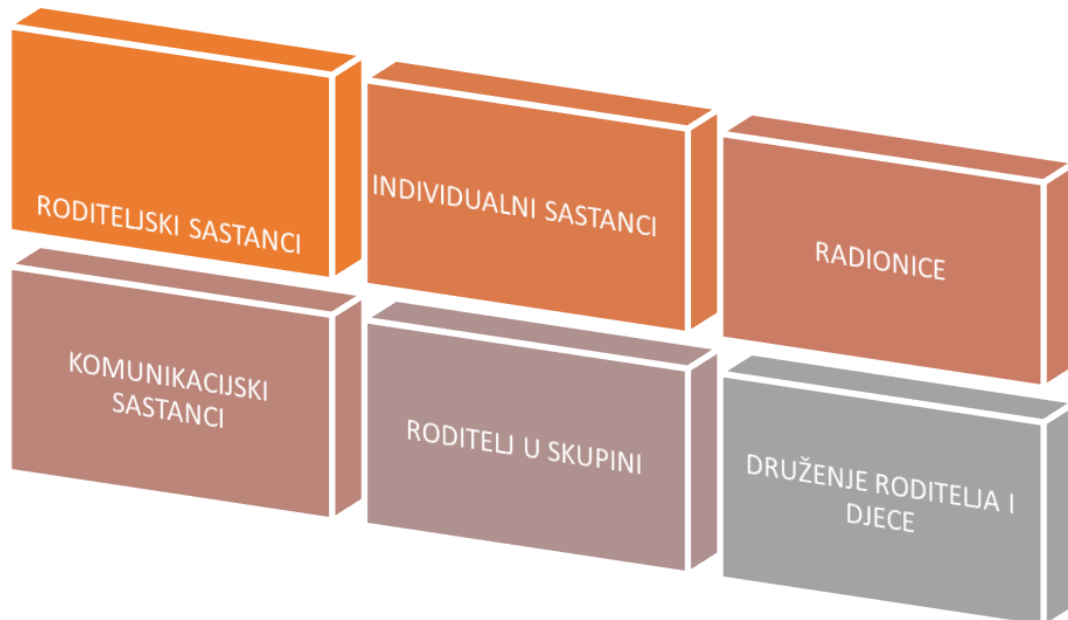 RODITELJSKI SASTANCI
INDIVIDUALNI SASTANCI
RADIONICE
KOMUNIKACIJSKI
SASTANCI
RODITELJ U SKUPINI
DRUŽENJE RODITELJA I
DJECE